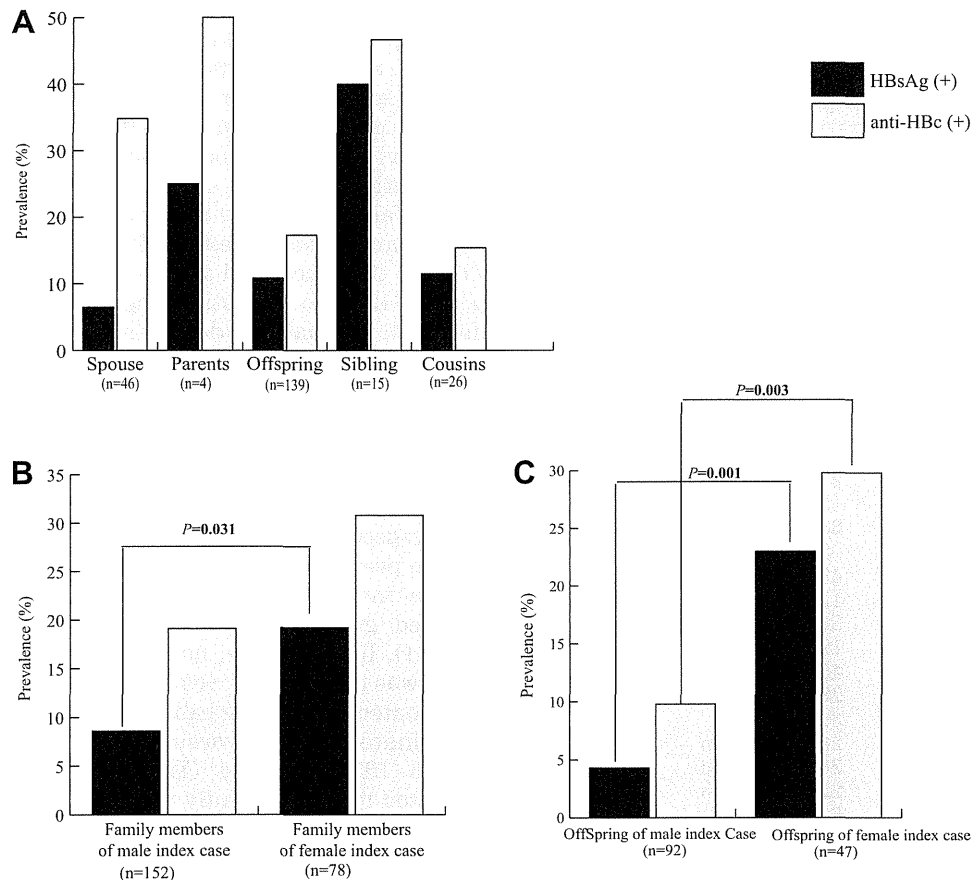 A
50
40
30
20
10
0
Prevalence (%)
Spouse Parents Offspring Sibling Cousins
(n=46) (n=4) (n=139) (n=15) (n=26)
HBsAg (+)
anti-HBc (+)
B
35
30
25
20
15
10
5
0
Prevalence (%)
P=0.031
Family members
of male index case
(n=152)
Family members
of female index case
(n=78)
C
P=0.003
P=0.001
30
25
20
15
10
5
0
Prevalence (%)
OffSpring of male index Case
(n=92)
Offspring of female index case
(n=47)